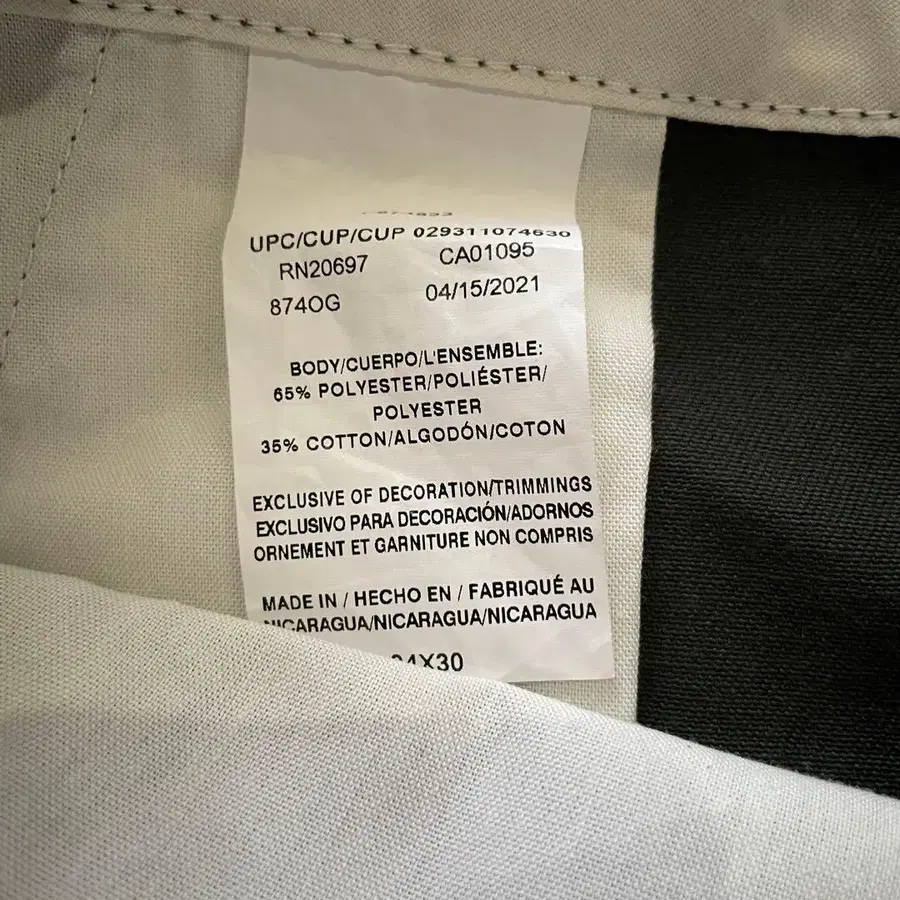 UPC/CUP/CUP 029311074630
RN20697 CA01095
874OG 04/15/2021
BODY/CUERPO/L'ENSEMBLE:
65% POLYESTER/POLIÉSTER/
POLYESTER
35% COTTON/ALGODÓN/COTON
EXCLUSIVE OF DECORATION/TRIMMINGS
EXCLUSIVO PARA DECORACIÓN/ADORNOS
ORNEMENT ET GARNITURE NON COMPRIS
MADE IN / HECHO EN / FABRIQUÉ AU
NICARAGUA/NICARAGUA/NICARAGUA
34X30